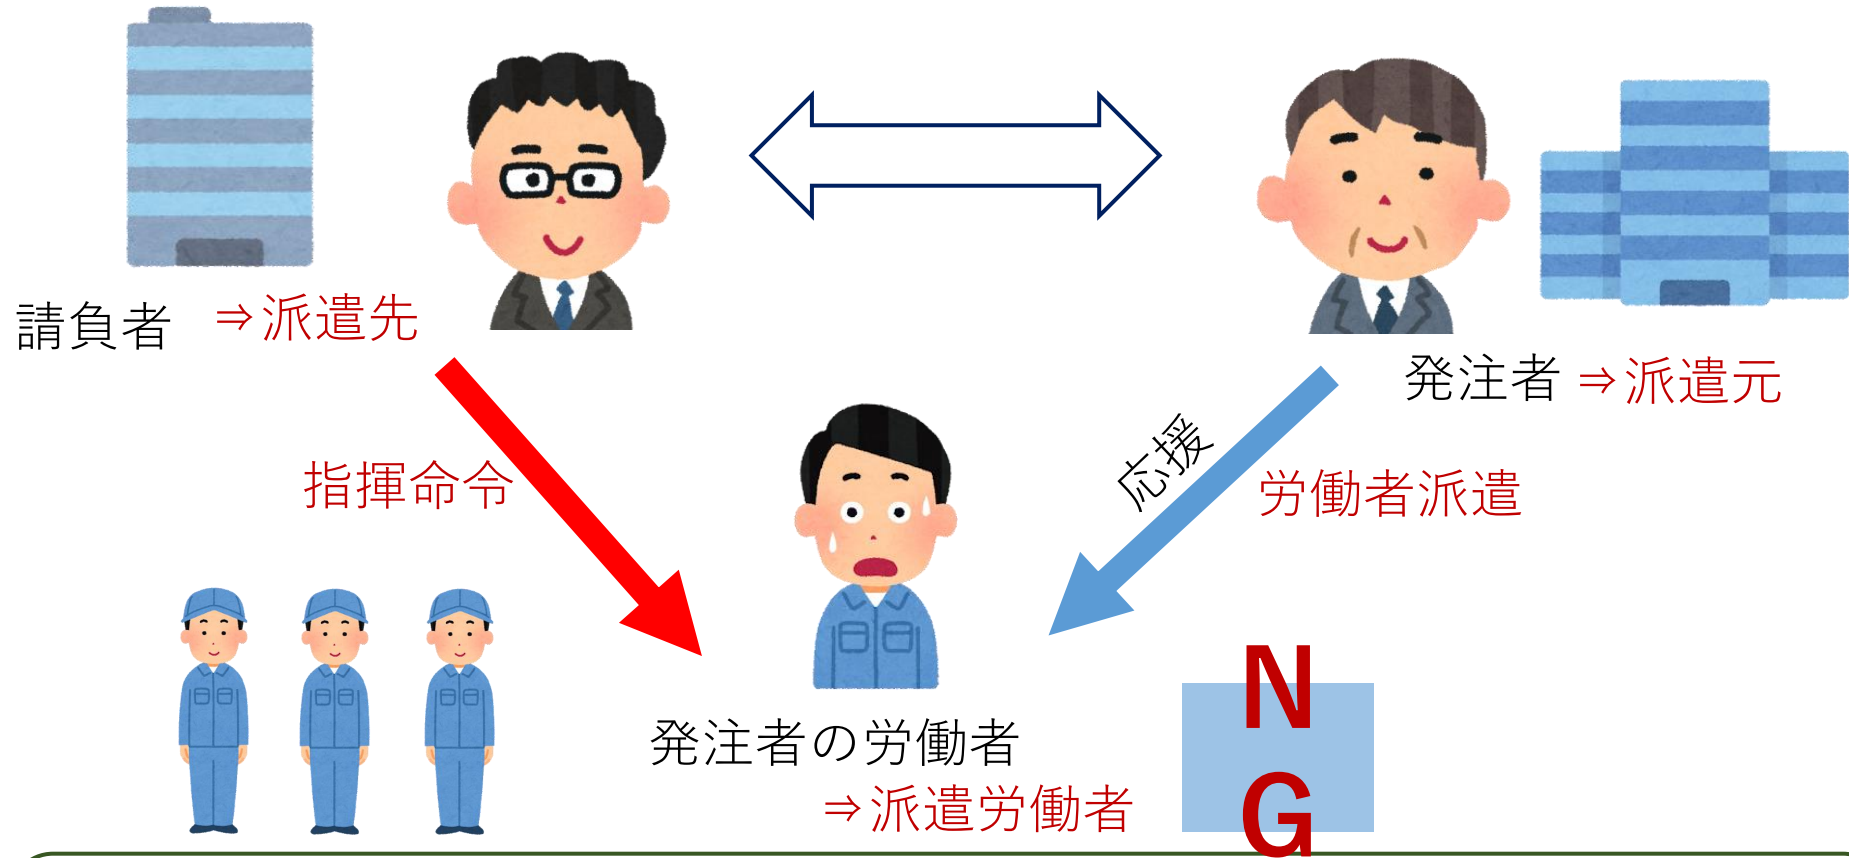 請負者 ⇒派遣先
発注者 ⇒派遣元
指揮命令
応援
労働者派遣
発注者の労働者
⇒派遣労働者
N
G